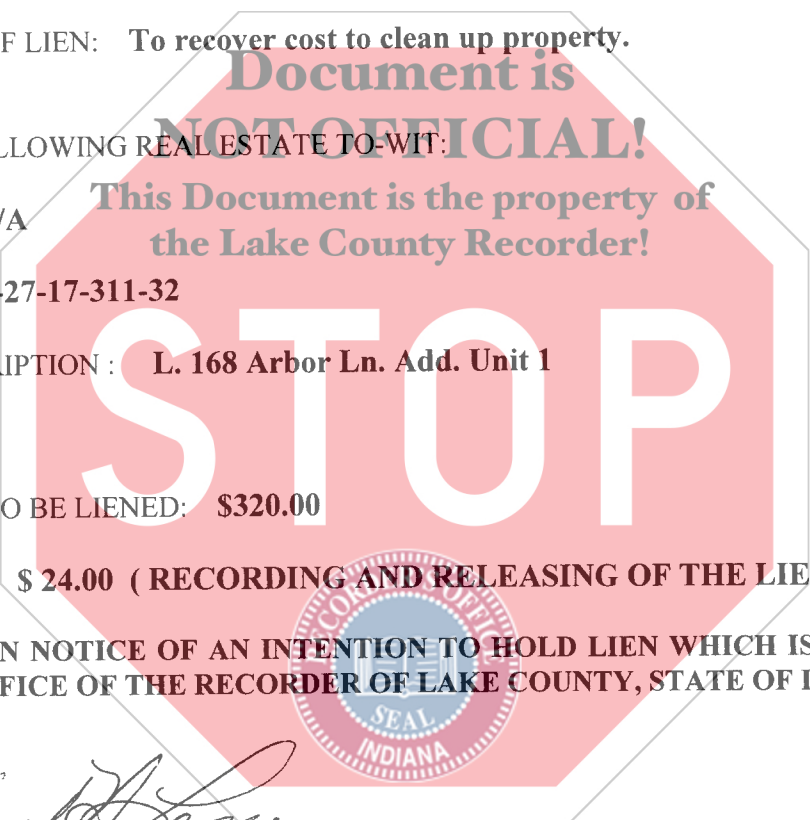 F LIEN: To recover cost to clean up property.
Document is
NOT OFFICIAL!
LLOWING REAL ESTATE TO-WIT:
This Document is the property of
/A
the Lake County Recorder!
-27-17-311-32
RIPTION : L. 168 Arbor Ln. Add. Unit 1
STOP
O BE LIENED: $320.00
$ 24.00 ( RECORDING AND RELEASING OF THE LIE
N NOTICE OF AN INTENTION TO HOLD LIEN WHICH IS
FICE OF THE RECORDER OF LAKE COUNTY, STATE OF I
SEAL
INDIANA